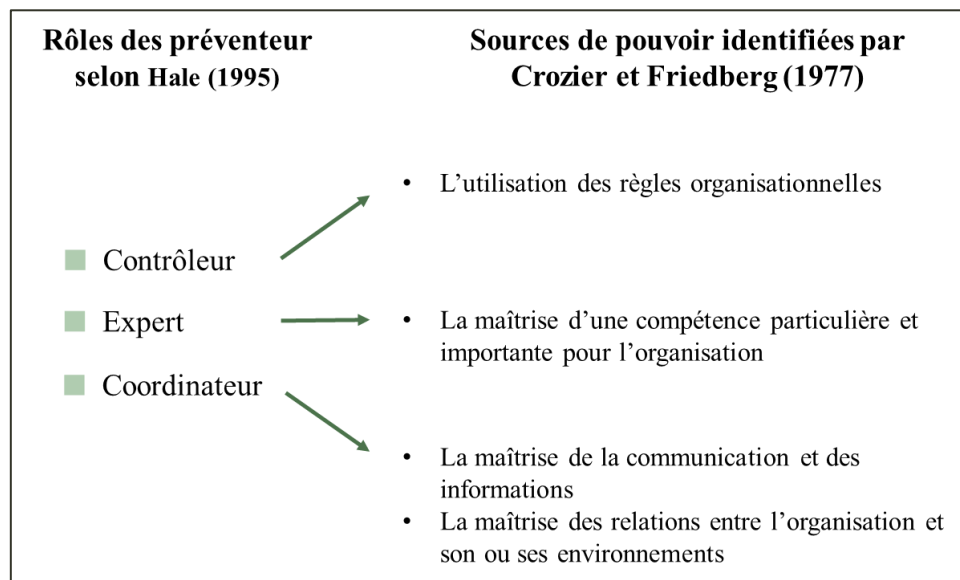 Rôles des préventeur
selon Hale (1995)
Sources de pouvoir identifiées par
Crozier et Friedberg (1977)
Contrôleur
Expert
Coordinateur
• L’utilisation des règles organisationnelles
• La maîtrise d’une compétence particulière et
importante pour l’organisation
• La maîtrise de la communication et des
informations
• La maîtrise des relations entre l’organisation et
son ou ses environnements